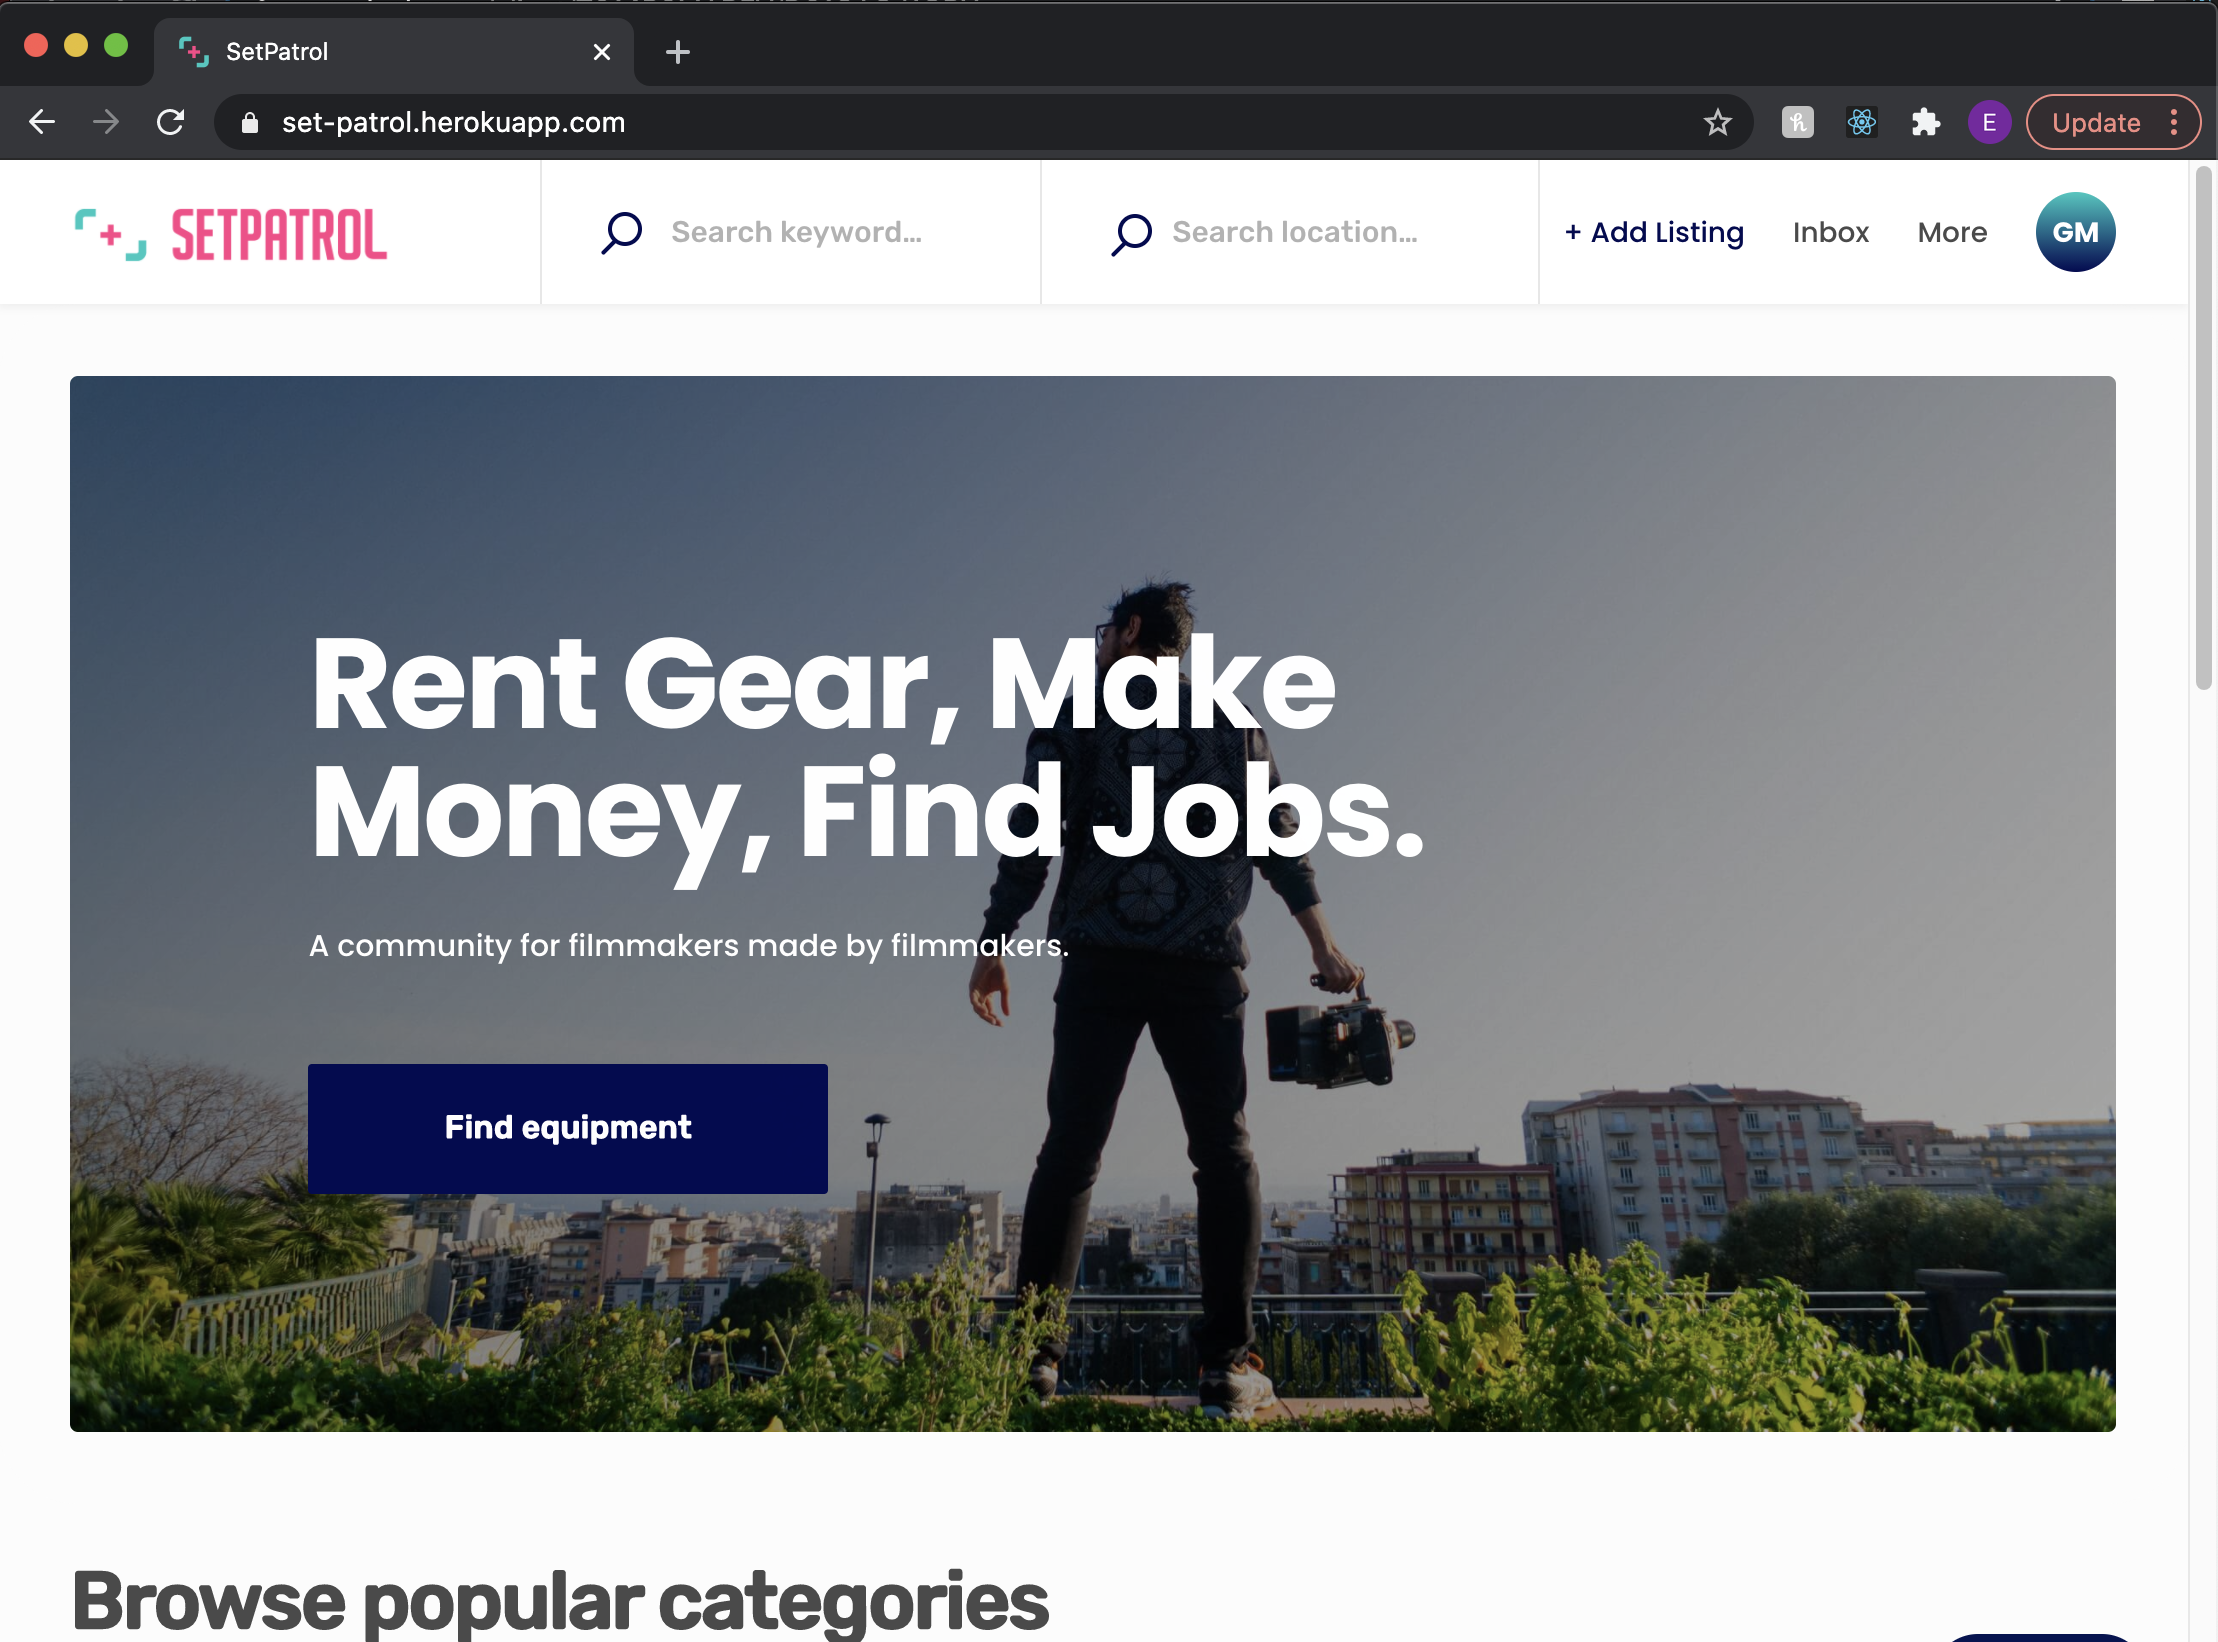 SetPatrol
set-patrol.herokuapp.com
E
Update
SETPATROL
Search keyword...
Search location...
+ Add Listing
Inbox
More
GM
Rent Gear, Make
Money, Find Jobs.
A community for filmmakers made by filmmakers.
Find equipment
Browse popular categories